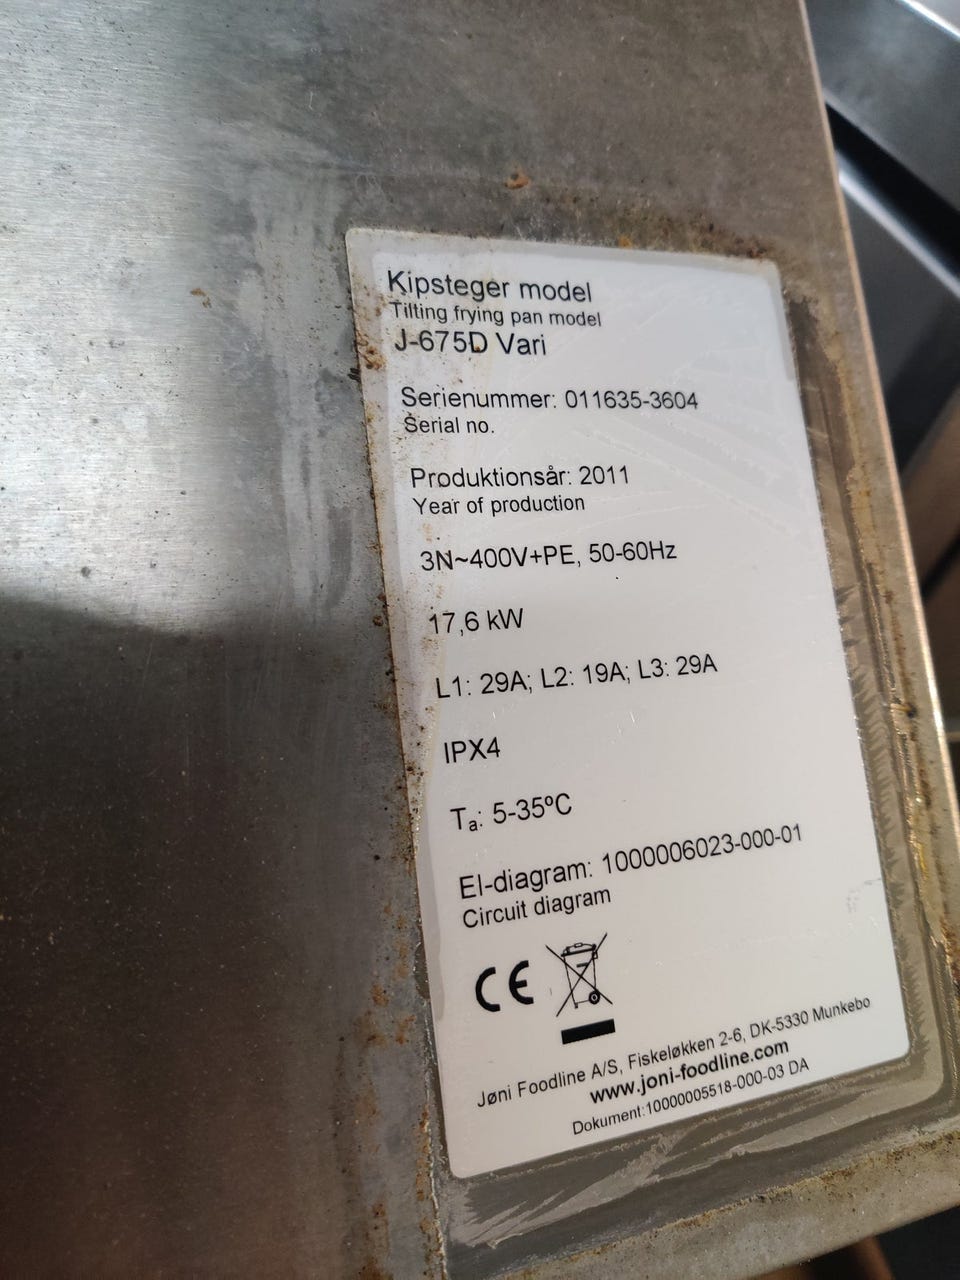 Kipsteger model
Tilting frying pan model
J-675D Vari
Serienummer: 011635-3604
Serial no.
Produktionsår: 2011
Year of production
3N~400V+PE, 50-60Hz
17,6 kW
L1: 29A; L2: 19A; L3: 29A
IPX4
Ta: 5-35ºC
El-diagram: 1000006023-000-01
Circuit diagram
CE
Jøni Foodline A/S, Fiskeløkken 2-6, DK-5330 Munkebo
www.joni-foodline.com
Dokument:10000005518-000-03 DA